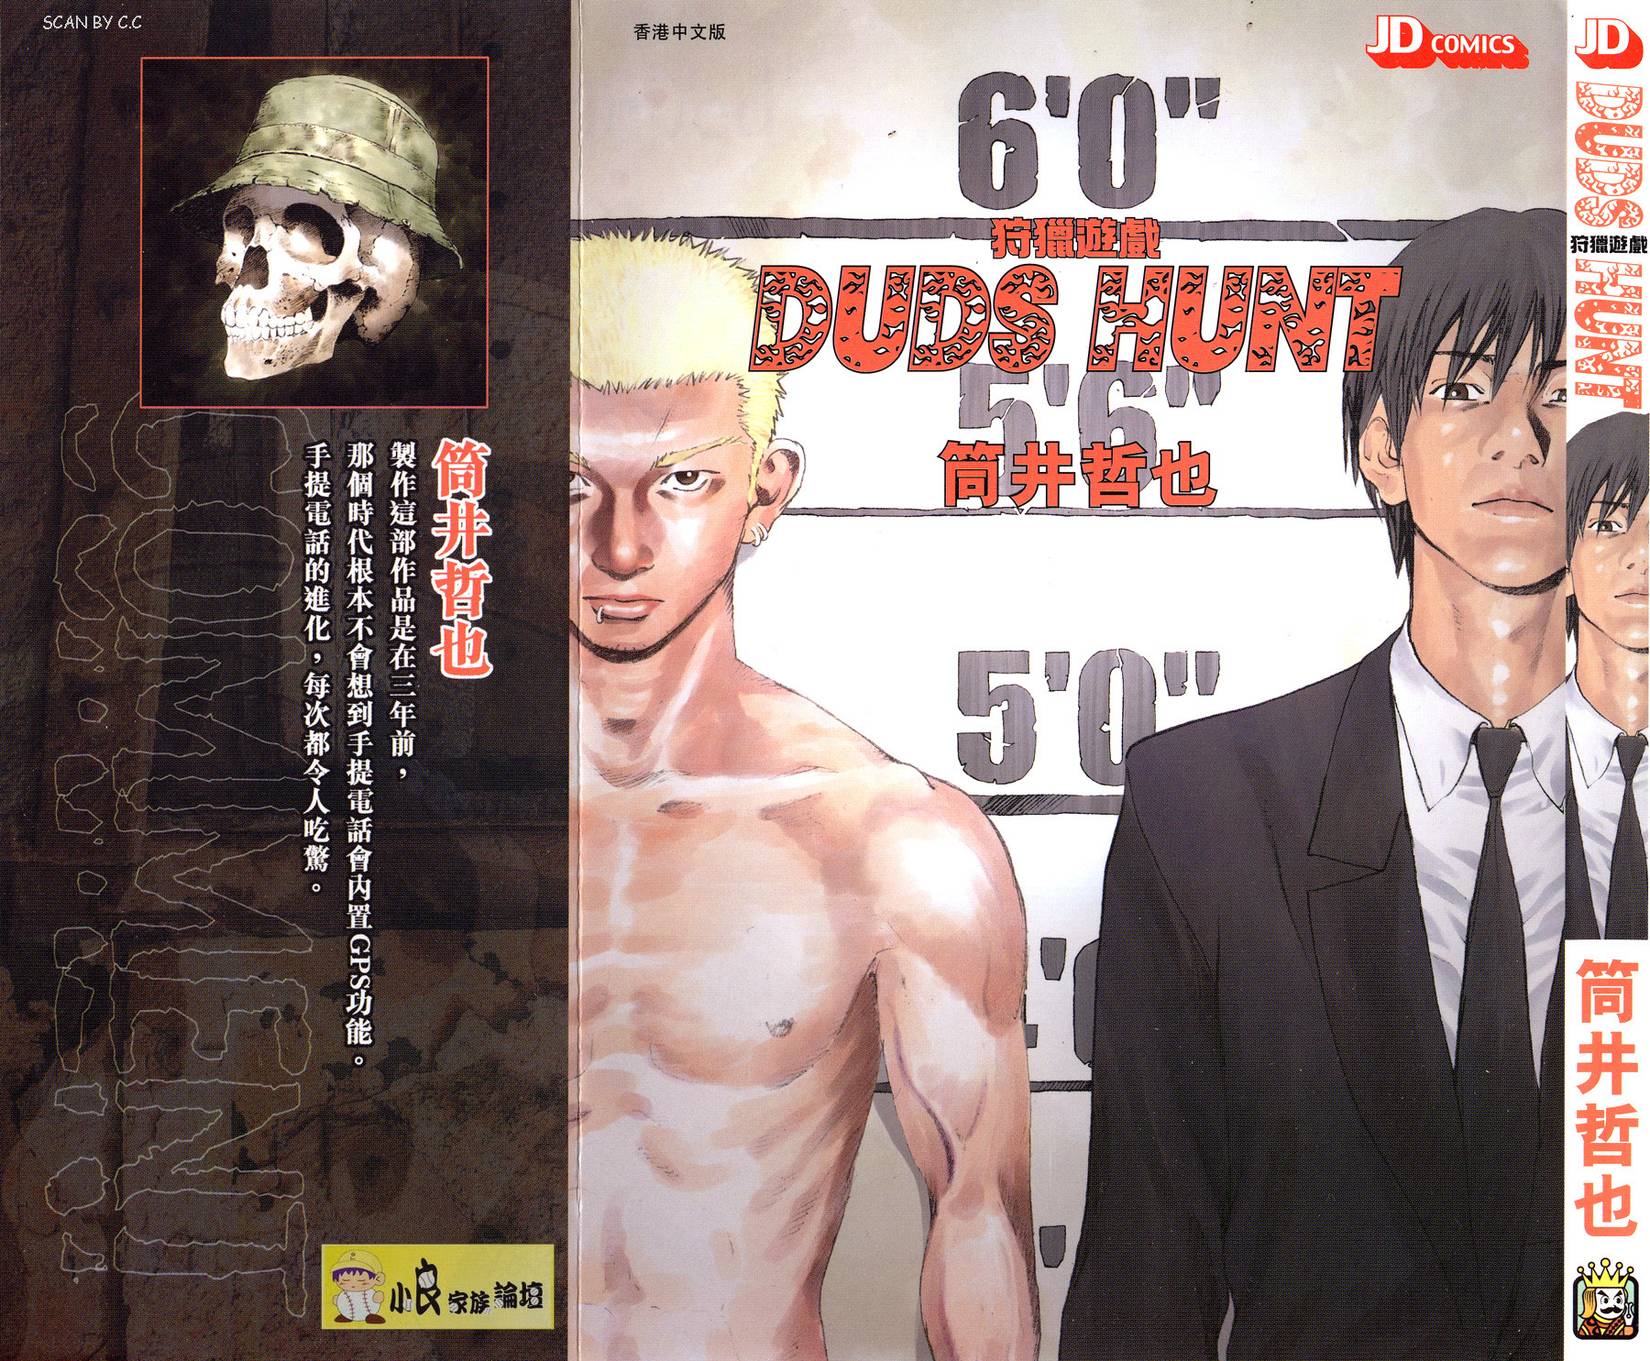 SCAN BY C.C
筒井哲也
製作這部作品是在三年前，
那個時代根本不會想到手提電話會內置GPS功能。
手提電話的進化，每次都令人吃驚。
COMMENT
小良家族論壇
香港中文版
JD COMICS
6'0"
狩獵遊戲
DUDS HUNT
5'6"
筒井哲也
5'0"
JD
DUDS HUNT
狩獵遊戲
筒井哲也